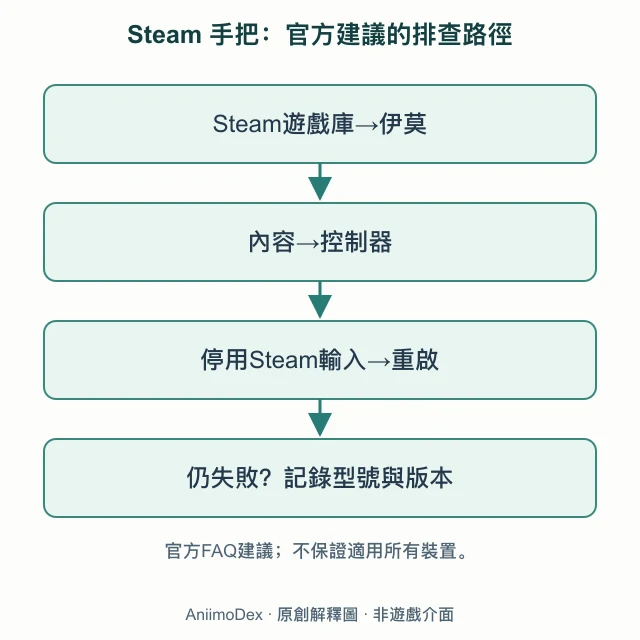 Steam 手把：官方建議的排查路徑
Steam遊戲庫→伊莫
內容→控制器
停用Steam輸入→重啟
仍失敗？記錄型號與版本
官方FAQ建議；不保證適用所有裝置。
AniimoDex · 原創解釋圖 · 非遊戲介面